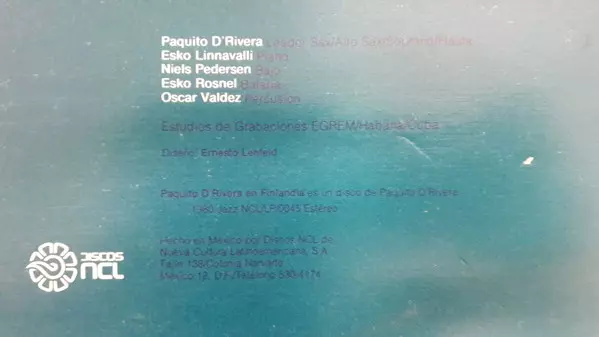 Paquito D'Rivera Leader Sax/Alto Sax/Soprano/Flauta
Esko Linnavalli Piano
Niels Pedersen Bajo
Esko Rosnel Batería
Oscar Valdez Percusión
Estudios de Grabaciones EGREM/Habana/Cuba
Diseño: Ernesto Lehfeld
Paquito D'Rivera en Finlandia es un disco de Paquito D'Rivera
1980 Jazz NCL/LP/0045 Estéreo
Hecho en México por Discos NCL de
Nueva Cultura Latinoamericana, S.A.
Tajín 138/Colonia Narvarte
México 12, D.F./Teléfono 530-4174
DISCOS
NCL